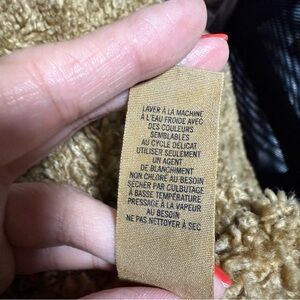 LAVER À LA MACHINE
À L'EAU FROIDE AVEC
DES COULEURS
SEMBLABLES
AU CYCLE DÉLICAT
UTILISER SEULEMENT
UN AGENT
DE BLANCHIMENT
NON CHLORÉ AU BESOIN
SÉCHER PAR CULBUTAGE
À BASSE TEMPÉRATURE
PRESSAGE À LA VAPEUR
AU BESOIN
NE PAS NETTOYER À SEC